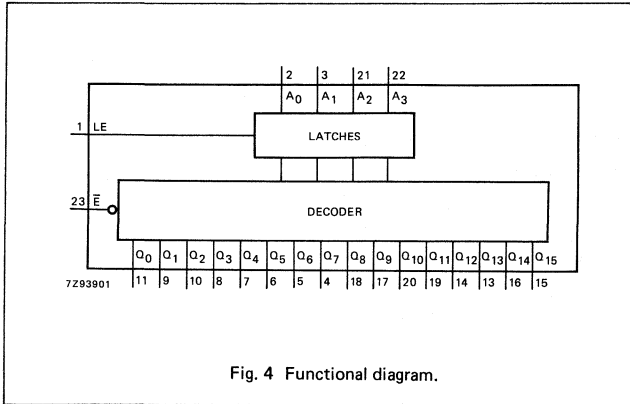 2 3 21 22
A0 A1 A2 A3
1 LE
LATCHES
23 E̅
DECODER
Q0 Q1 Q2 Q3 Q4 Q5 Q6 Q7 Q8 Q9 Q10 Q11 Q12 Q13 Q14 Q15
7Z93901 11 9 10 8 7 6 5 4 18 17 20 19 14 13 16 15
Fig. 4 Functional diagram.